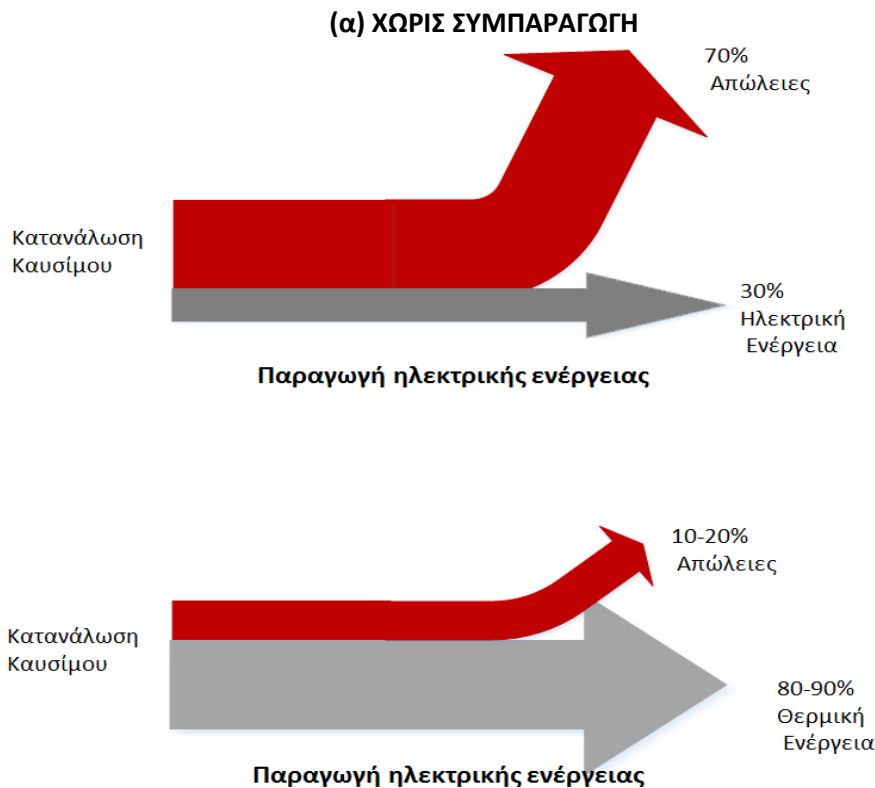 (α) ΧΩΡΙΣ ΣΥΜΠΑΡΑΓΩΓΗ
70%
Απώλειες
Κατανάλωση
Καυσίμου
30%
Ηλεκτρική
Ενέργεια
Παραγωγή ηλεκτρικής ενέργειας
10-20%
Απώλειες
Κατανάλωση
Καυσίμου
80-90%
Θερμική
Ενέργεια
Παραγωγή ηλεκτρικής ενέργειας